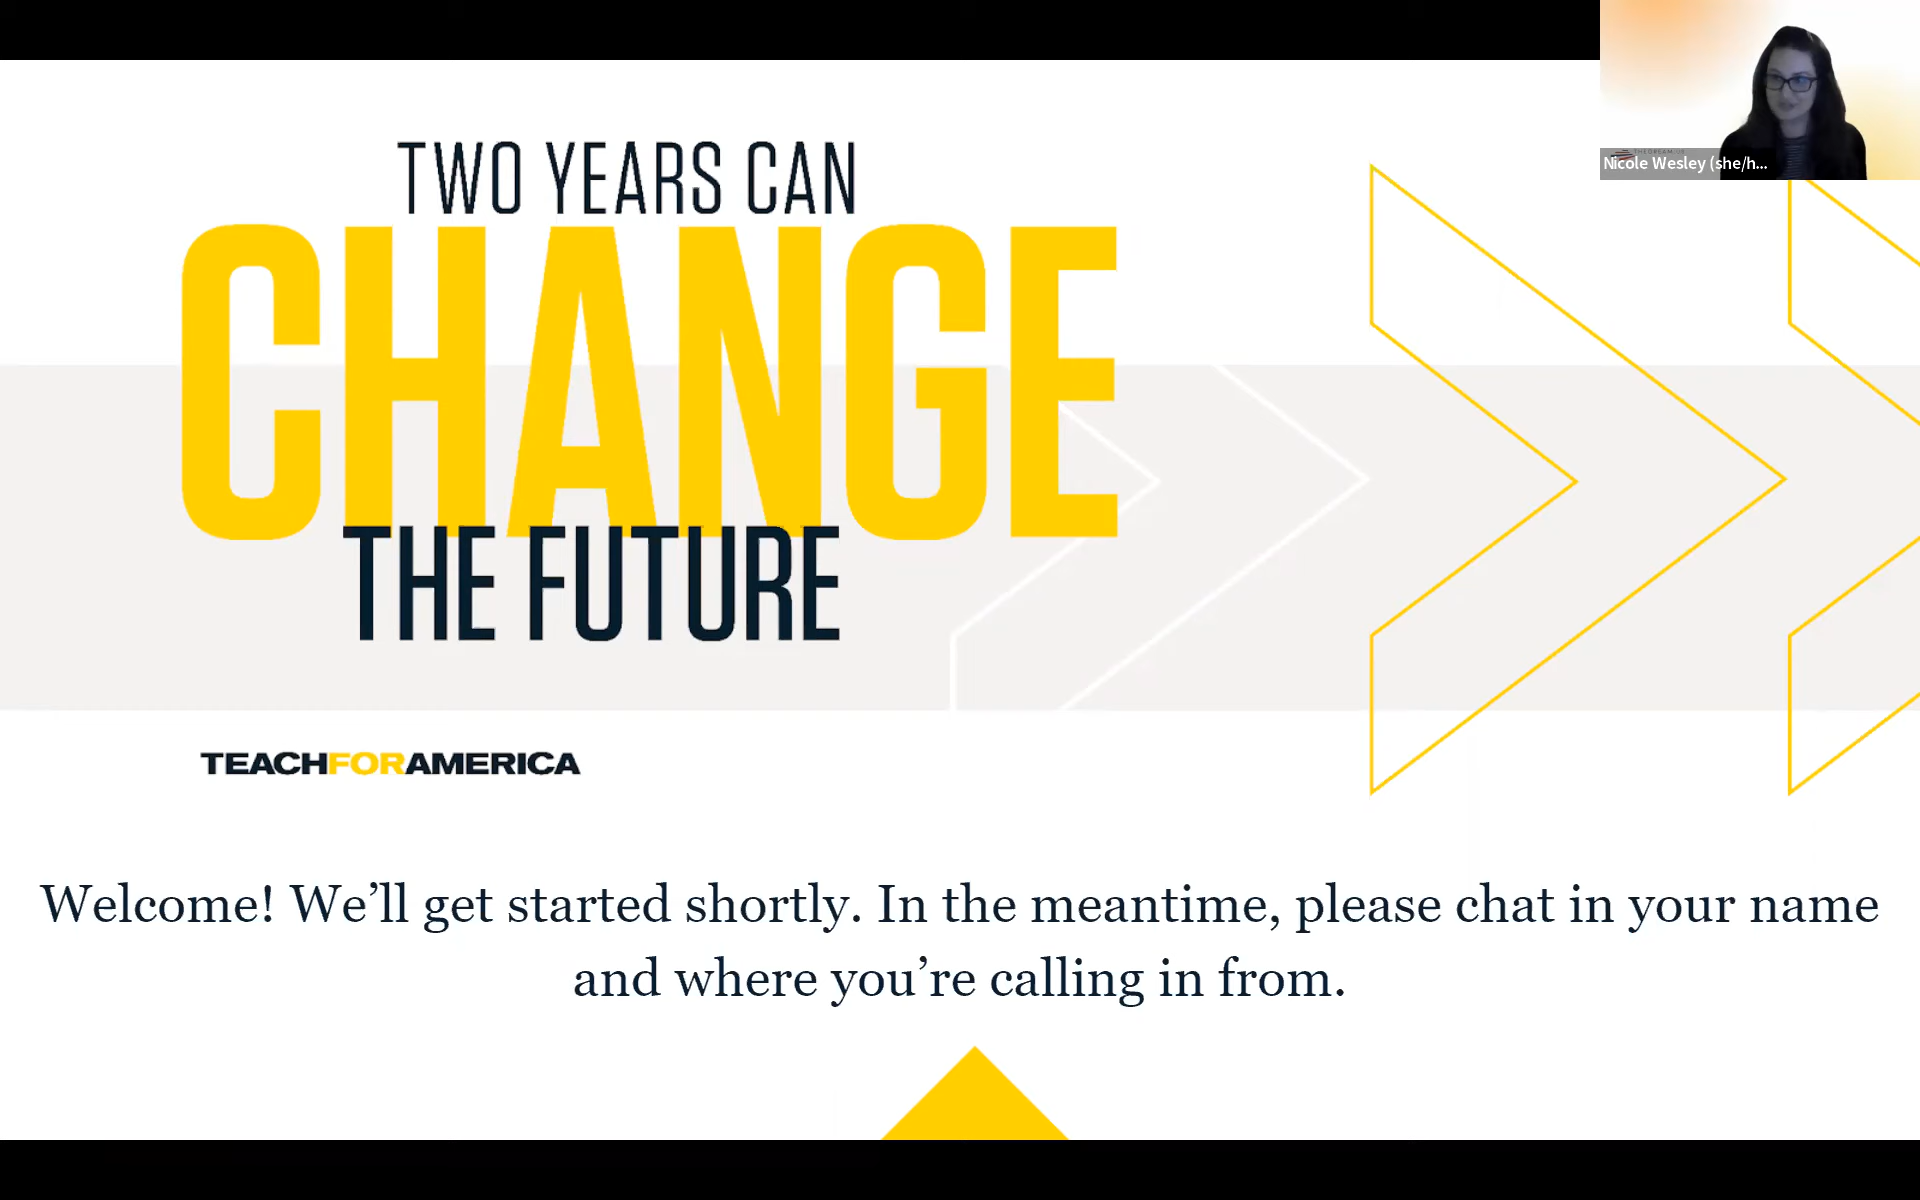 Nicole Wesley (she/h...
TWO YEARS CAN
CHANGE
THE FUTURE
TEACHFORAMERICA
Welcome! We’ll get started shortly. In the meantime, please chat in your name
and where you’re calling in from.